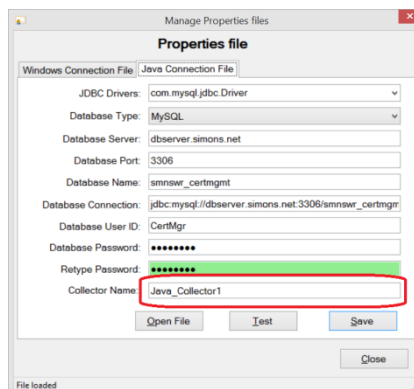 Manage Properties files
Properties file
Windows Connection File Java Connection File
JDBC Drivers: com.mysql.jdbc.Driver
Database Type: MySQL
Database Server: dbserver.simons.net
Database Port: 3306
Database Name: smnswr_certmgmt
Database Connection: jdbc:mysql://dbserver.simons.net:3306/smnswr_certmgm
Database User ID: CertMgr
Database Password: ●●●●●●●●
Retype Password: ●●●●●●●●
Collector Name: Java_Collector1
Open File Test Save
Close
File loaded